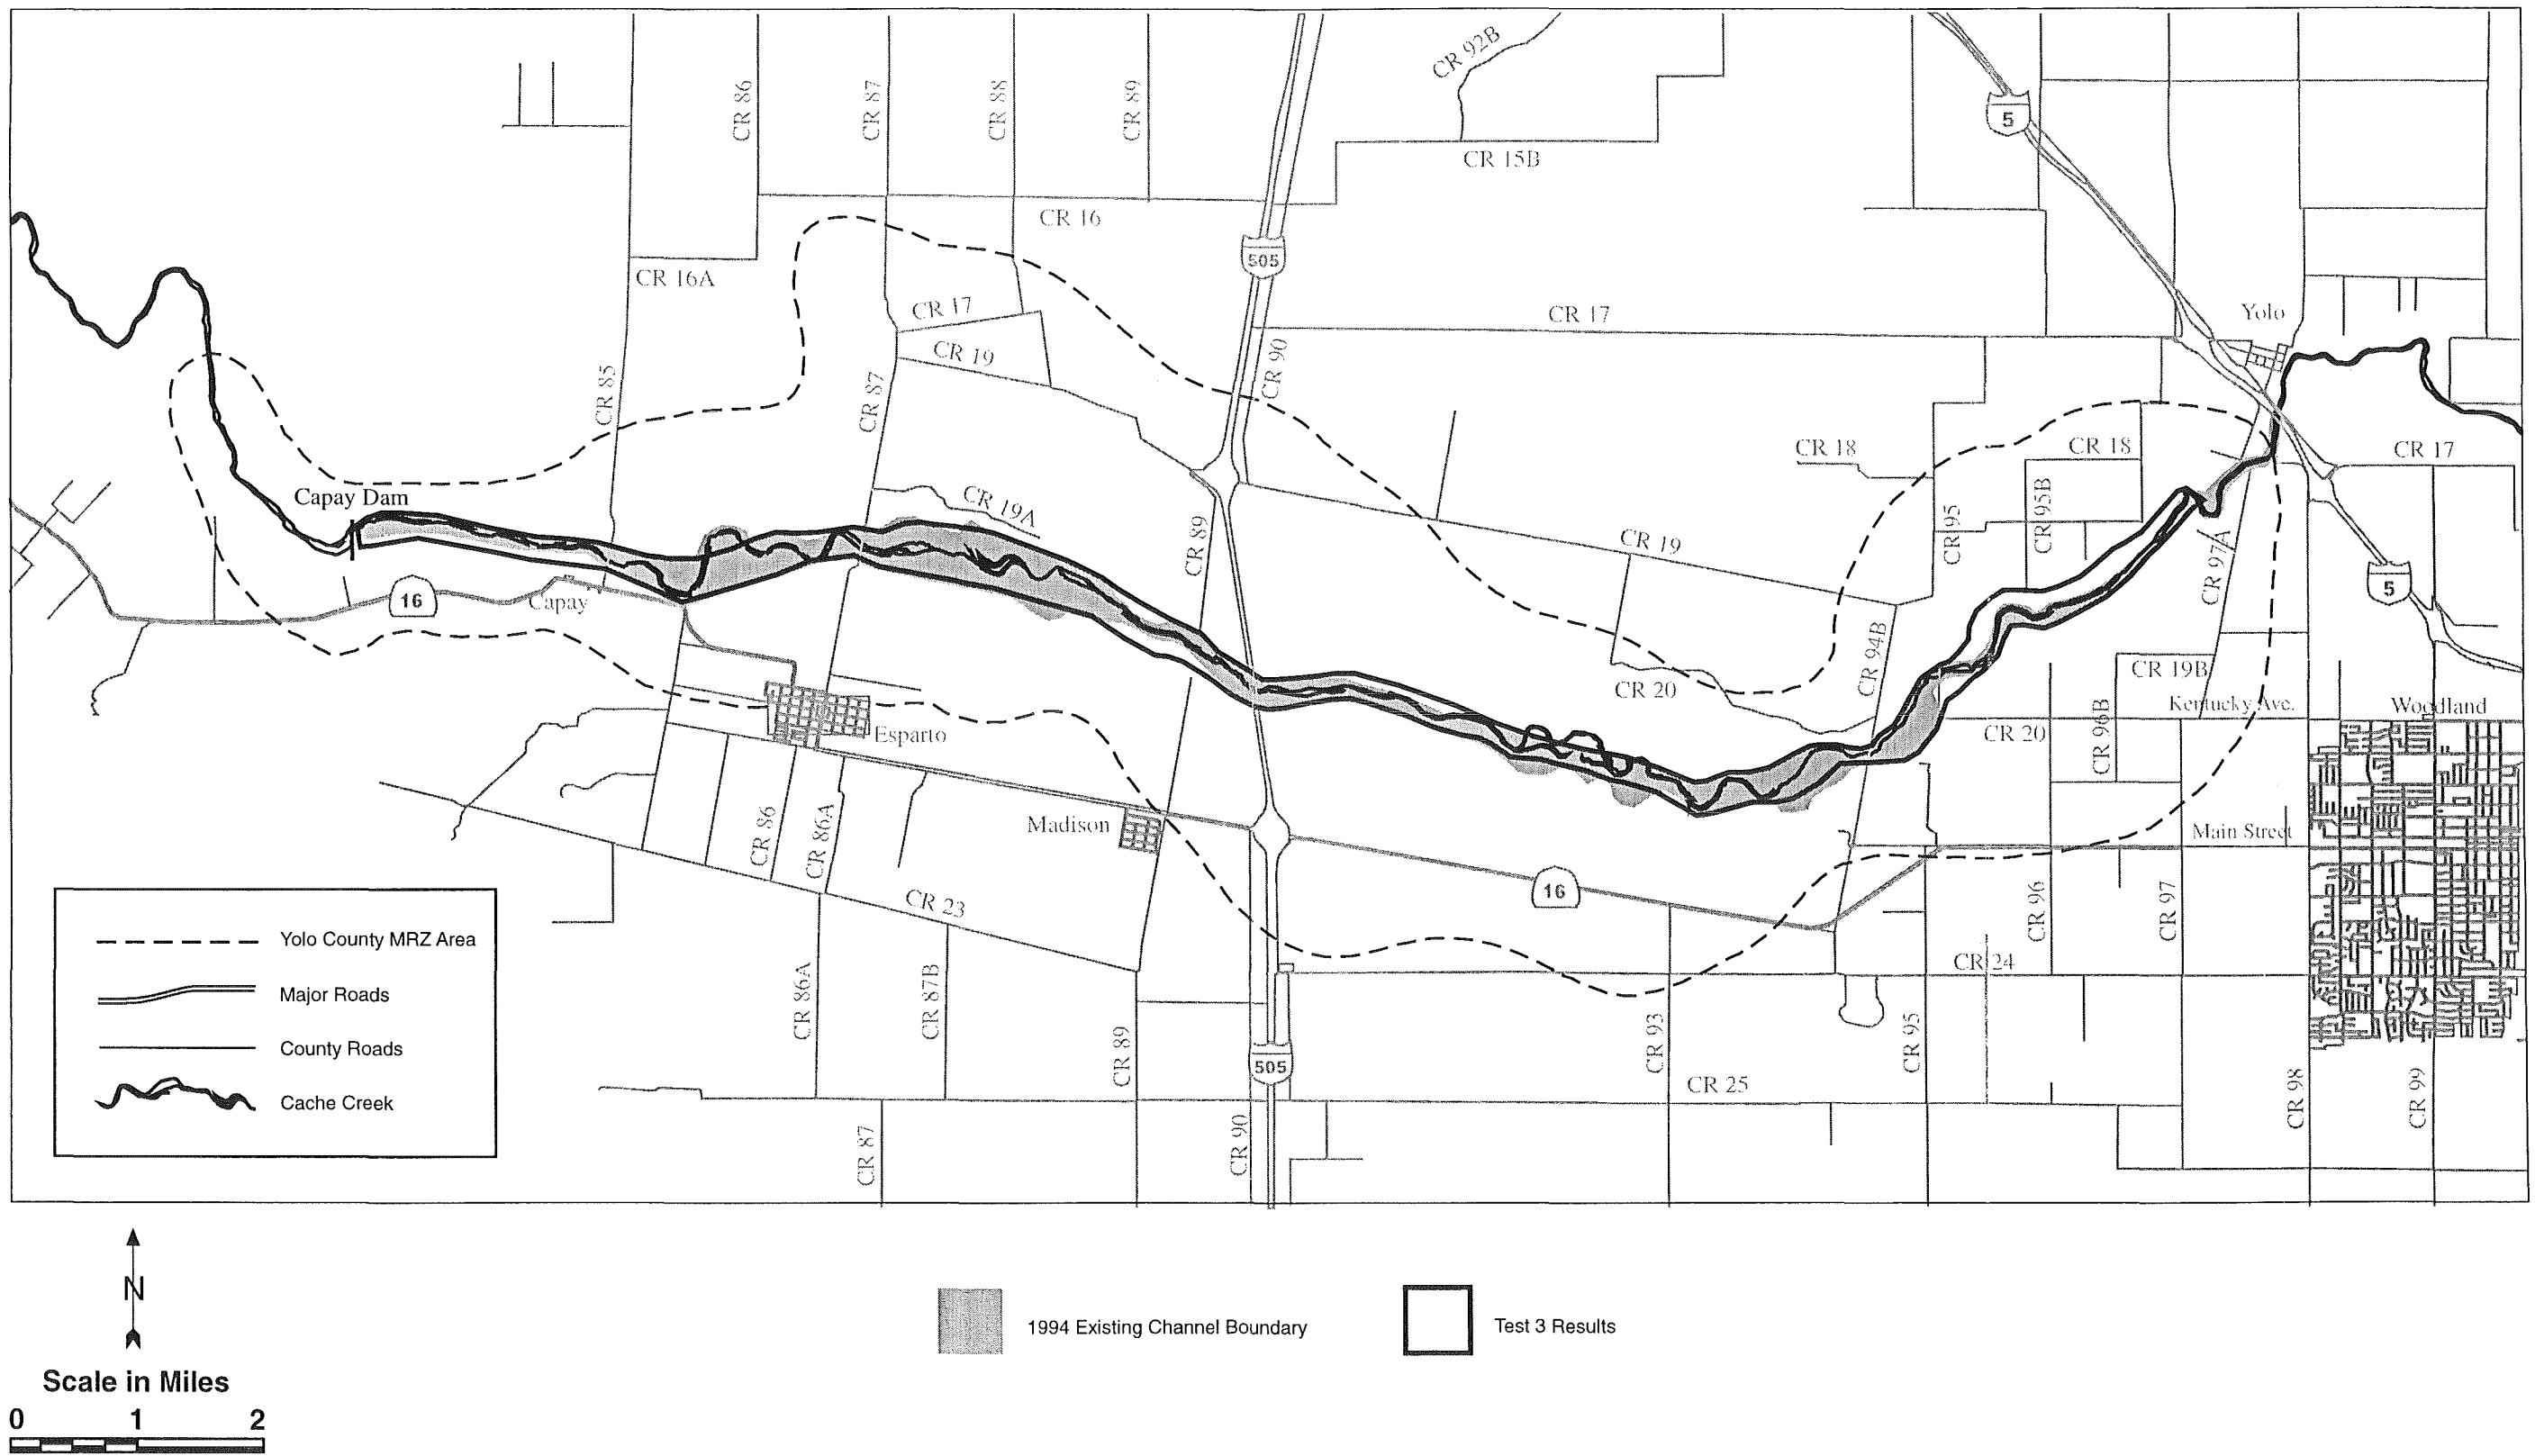 CR 92B
5
CR 86
CR 87
CR 88
CR 89
CR 15B
CR 16
505
CR 16A
CR 17
CR 17
Yolo
CR 19
CR 90
CR 85
CR 87
CR 18
CR 18
CR 17
Capay Dam
CR 19A
CR 95B
CR 95
CR 89
CR 19
CR 97A
5
16
Capay
CR 94B
CR 19B
CR 20
Kentucky Ave.
Woodland
CR 20
CR 96B
Esparto
Madison
CR 86
CR 86A
Main Street
16
CR 23
CR 96
CR 97
Yolo County MRZ Area
CR 24
Major Roads
CR 86A
CR 87B
CR 89
CR 93
CR 95
County Roads
505
CR 25
CR 98
CR 99
Cache Creek
CR 87
CR 90
N
1994 Existing Channel Boundary
Test 3 Results
Scale in Miles
0 1 2